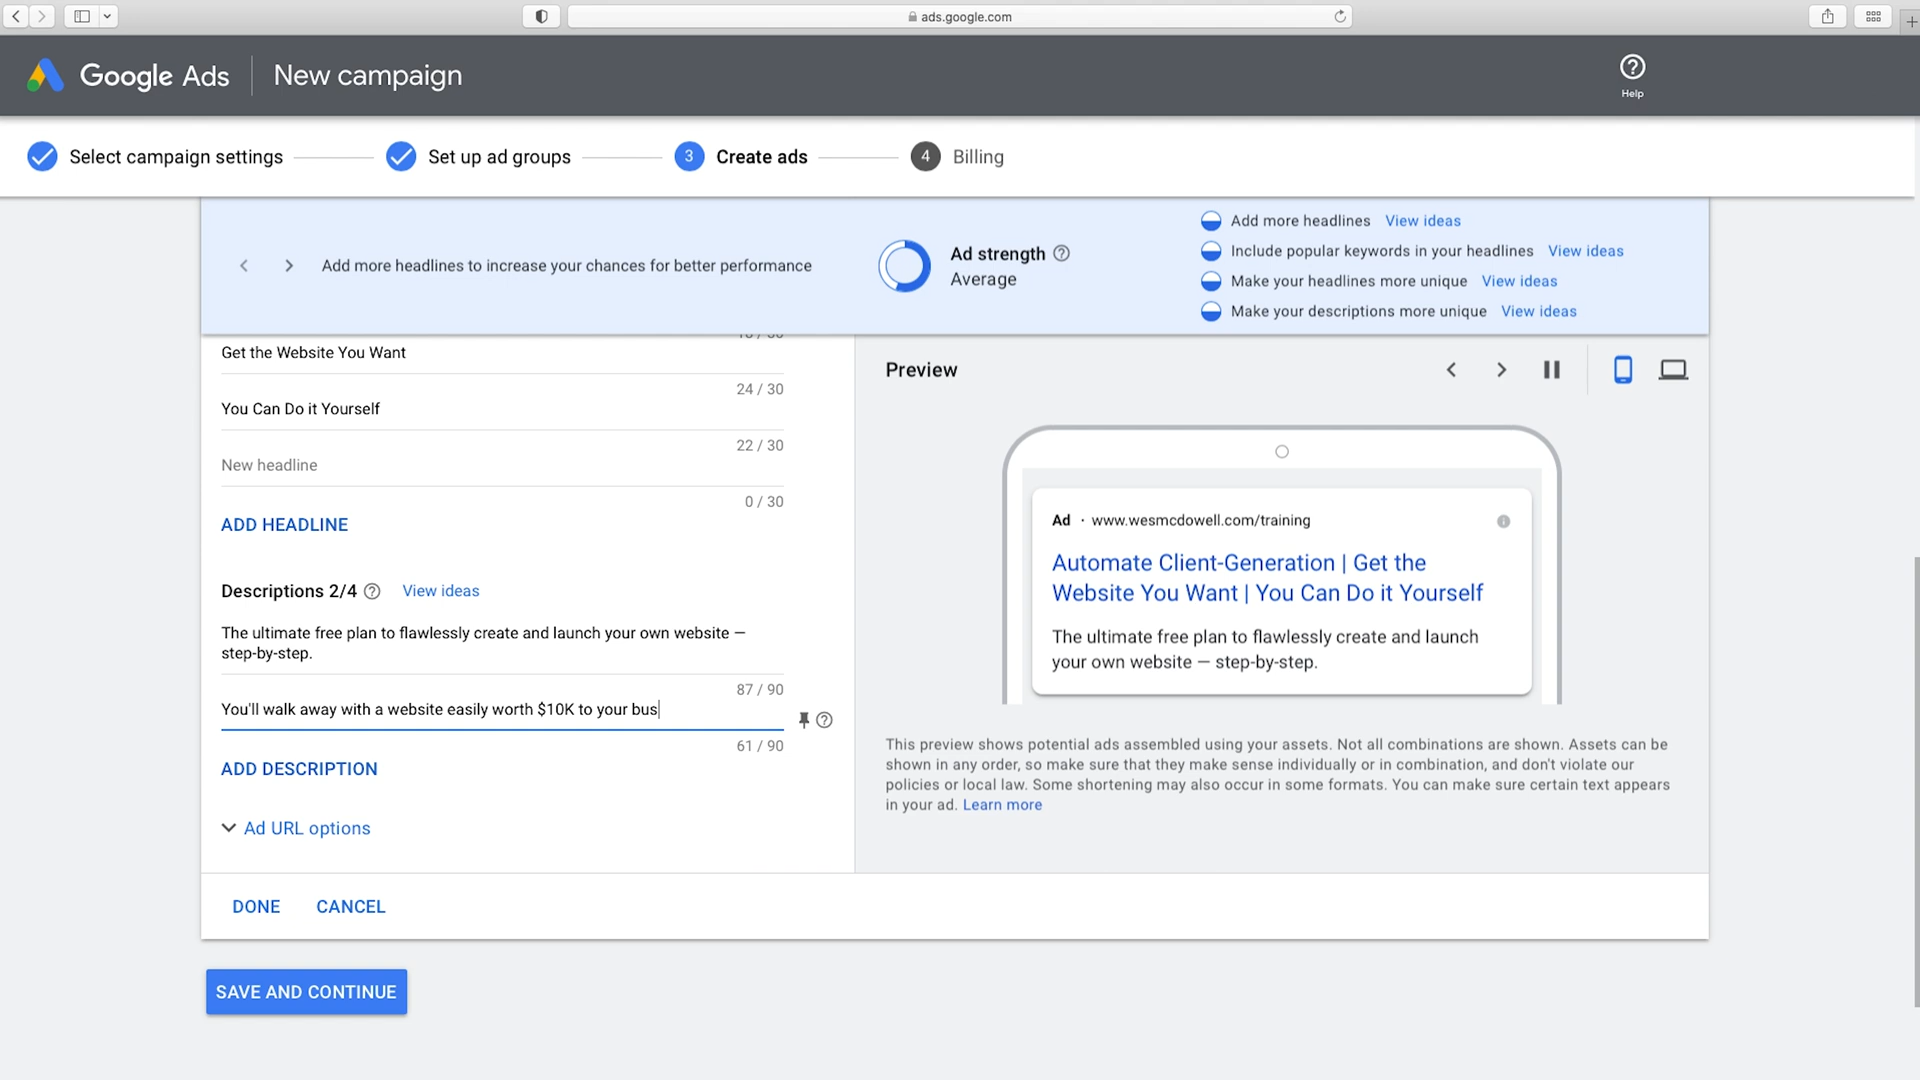 ads.google.com
Google Ads
New campaign
Help
Select campaign settings
Set up ad groups
3
Create ads
4
Billing
Add more headlines to increase your chances for better performance
Ad strength
Average
Add more headlines View ideas
Include popular keywords in your headlines View ideas
Make your headlines more unique View ideas
Make your descriptions more unique View ideas
Get the Website You Want
24 / 30
You Can Do it Yourself
22 / 30
New headline
0 / 30
ADD HEADLINE
Descriptions 2/4 View ideas
The ultimate free plan to flawlessly create and launch your own website –
step-by-step.
87 / 90
You'll walk away with a website easily worth $10K to your bus
61 / 90
ADD DESCRIPTION
Ad URL options
Preview
Ad · www.wesmcdowell.com/training
Automate Client-Generation | Get the
Website You Want | You Can Do it Yourself
The ultimate free plan to flawlessly create and launch
your own website – step-by-step.
This preview shows potential ads assembled using your assets. Not all combinations are shown. Assets can be
shown in any order, so make sure that they make sense individually or in combination, and don't violate our
policies or local law. Some shortening may also occur in some formats. You can make sure certain text appears
in your ad. Learn more
DONE
CANCEL
SAVE AND CONTINUE